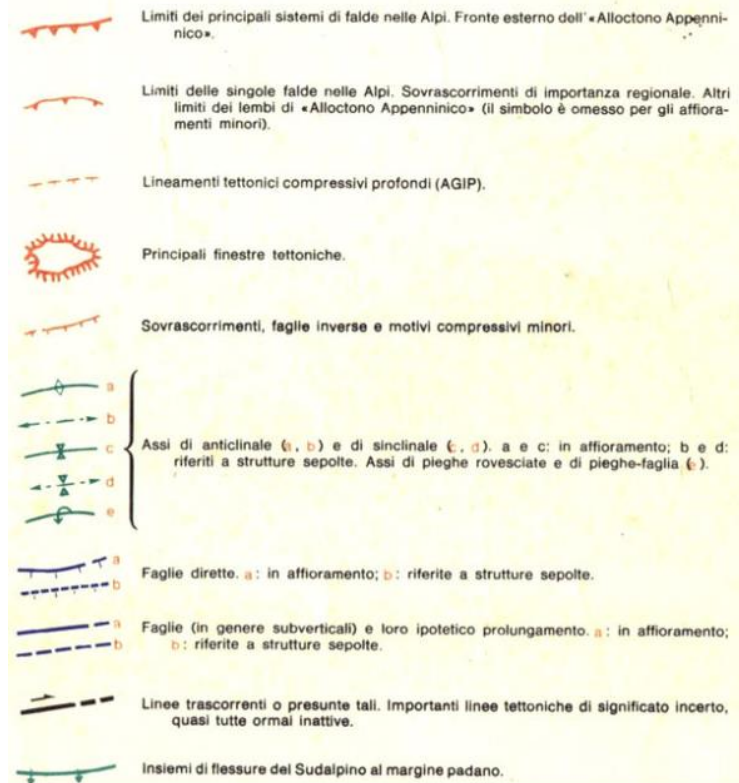 Limiti dei principali sistemi di falde nelle Alpi. Fronte esterno dell'«Alloctono Appenni-
nico».
Limiti delle singole falde nelle Alpi. Sovrascorrimenti di importanza regionale. Altri
limiti dei lembi di «Alloctono Appenninico» (il simbolo è omesso per gli affiora-
menti minori).
Lineamenti tettonici compressivi profondi (AGIP).
Principali finestre tettoniche.
Sovrascorrimenti, faglie inverse e motivi compressivi minori.
a
b
c
d
e
Assi di anticlinale (a, b) e di sinclinale (c, d). a e c: in affioramento; b e d:
riferiti a strutture sepolte. Assi di pieghe rovesciate e di pieghe-faglia (e).
a
b
Faglie dirette. a: in affioramento; b: riferite a strutture sepolte.
a
b
Faglie (in genere subverticali) e loro ipotetico prolungamento. a: in affioramento;
b: riferite a strutture sepolte.
Linee trascorrenti o presunte tali. Importanti linee tettoniche di significato incerto,
quasi tutte ormai inattive.
Insiemi di flessure del Sudalpino al margine padano.